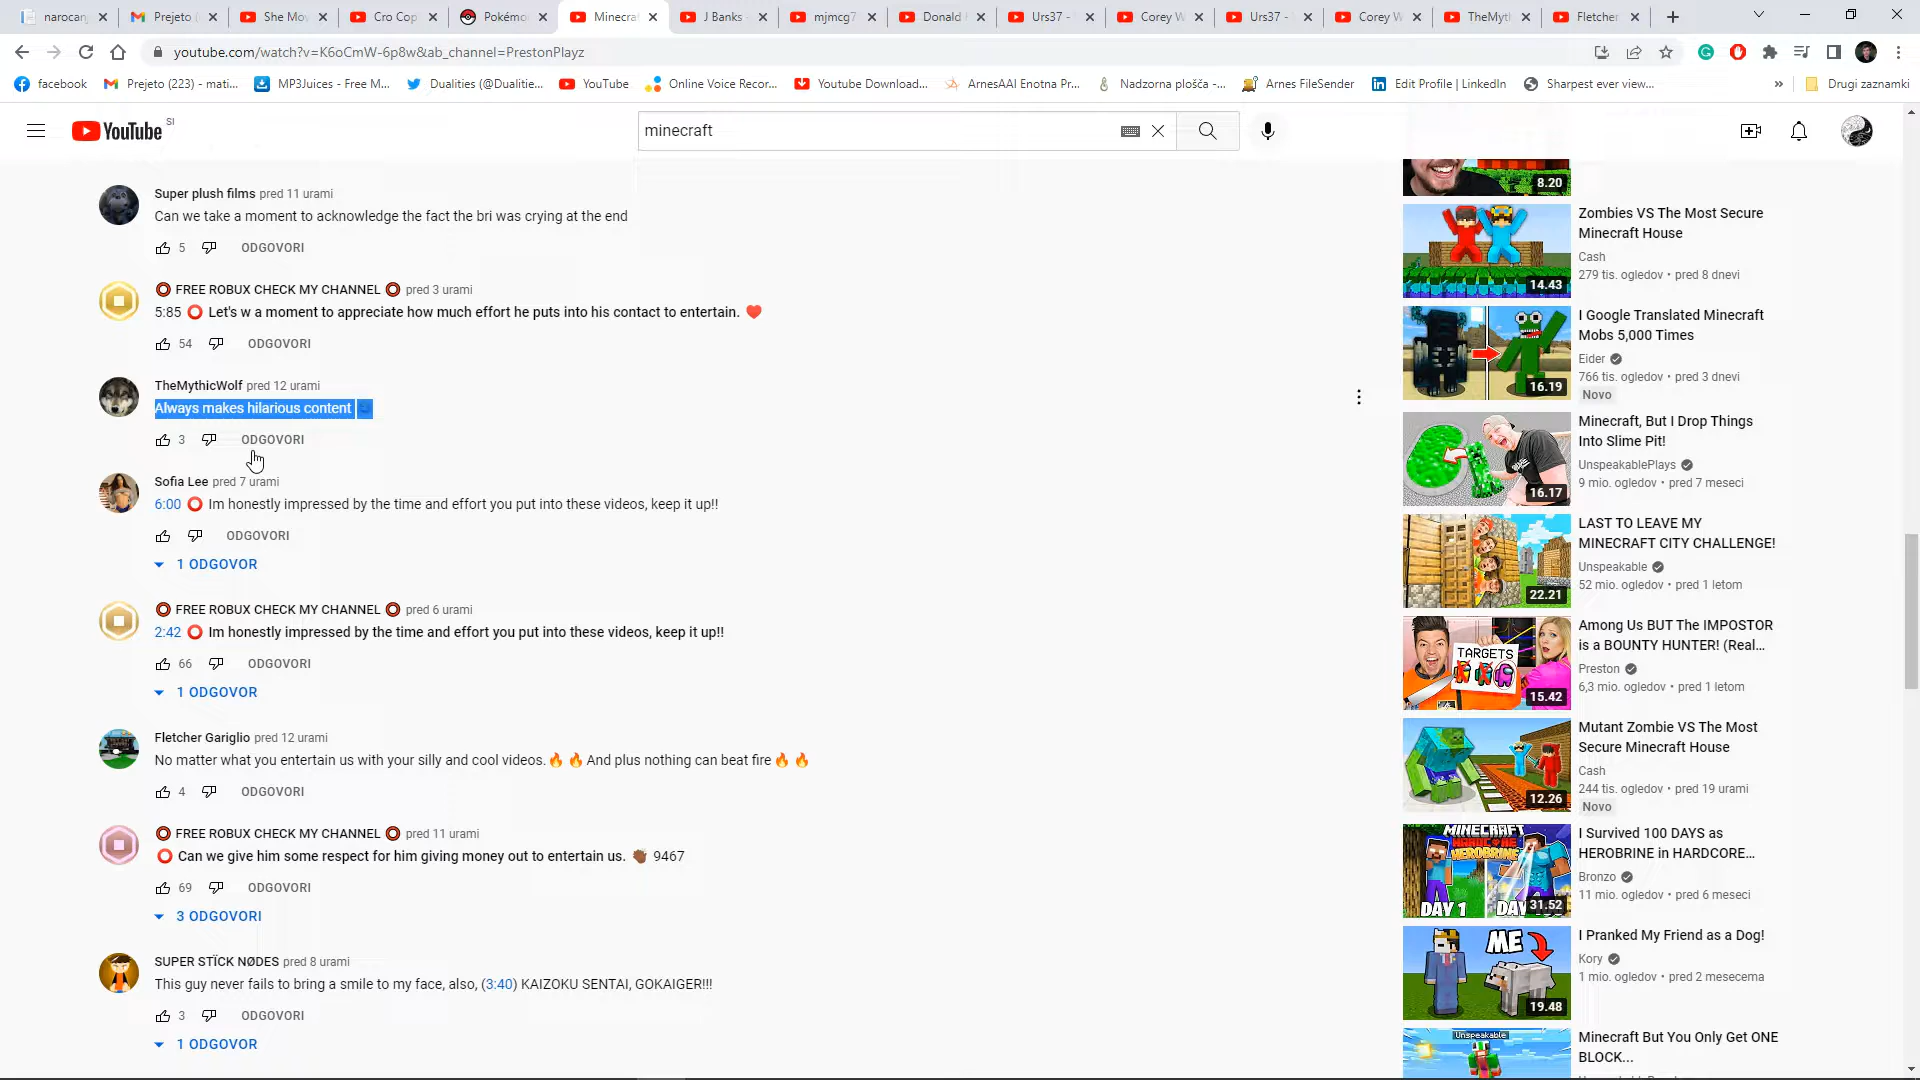 narocan
Prejeto (
She Mov
Cro Cop
Pokémo
Minecra
J Banks -
mjmcg7
Donald
Urs37 -
Corey W
Urs37 -
Corey W
TheMyth
Fletcher
youtube.com/watch?v=K6oCmW-6p8w&ab_channel=PrestonPlayz
facebook
Prejeto (223) - mati...
MP3Juices - Free M...
Dualities (@Dualitie...
YouTube
Online Voice Recor...
Youtube Download...
ArnesAAI Enotna Pr...
Nadzorna plošča -...
Arnes FileSender
Edit Profile | LinkedIn
Sharpest ever view...
»
Drugi zaznamki
YouTube SI
minecraft
Super plush films pred 11 urami
Can we take a moment to acknowledge the fact the bri was crying at the end
5 ODGOVORI
⭕ FREE ROBUX CHECK MY CHANNEL ⭕ pred 3 urami
5:85 ⭕ Let's w a moment to appreciate how much effort he puts into his contact to entertain. ❤️
54 ODGOVORI
TheMythicWolf pred 12 urami
Always makes hilarious content
3 ODGOVORI
Sofia Lee pred 7 urami
6:00 ⭕ Im honestly impressed by the time and effort you put into these videos, keep it up!!
ODGOVORI
1 ODGOVOR
⭕ FREE ROBUX CHECK MY CHANNEL ⭕ pred 6 urami
2:42 ⭕ Im honestly impressed by the time and effort you put into these videos, keep it up!!
66 ODGOVORI
1 ODGOVOR
Fletcher Gariglio pred 12 urami
No matter what you entertain us with your silly and cool videos.🔥 🔥And plus nothing can beat fire🔥 🔥
4 ODGOVORI
⭕ FREE ROBUX CHECK MY CHANNEL ⭕ pred 11 urami
⭕ Can we give him some respect for him giving money out to entertain us. 👏🏾 9467
69 ODGOVORI
3 ODGOVORI
SUPER STÏCK NØDES pred 8 urami
This guy never fails to bring a smile to my face, also, (3:40) KAIZOKU SENTAI, GOKAIGER!!!
3 ODGOVORI
1 ODGOVOR
8.20
14.43
Zombies VS The Most Secure
Minecraft House
Cash
279 tis. ogledov • pred 8 dnevi
16.19
I Google Translated Minecraft
Mobs 5,000 Times
Eider
766 tis. ogledov • pred 3 dnevi
Novo
16.17
Minecraft, But I Drop Things
Into Slime Pit!
UnspeakablePlays
9 mio. ogledov • pred 7 meseci
22.21
LAST TO LEAVE MY
MINECRAFT CITY CHALLENGE!
Unspeakable
52 mio. ogledov • pred 1 letom
TARGETS
15.42
Among Us BUT The IMPOSTOR
is a BOUNTY HUNTER! (Real...
Preston
6,3 mio. ogledov • pred 1 letom
12.26
Mutant Zombie VS The Most
Secure Minecraft House
Cash
244 tis. ogledov • pred 19 urami
Novo
MINECRAFT
HARDCORE
HEROBRINE
DAY 1
DAY
31.52
I Survived 100 DAYS as
HEROBRINE in HARDCORE...
Bronzo
11 mio. ogledov • pred 6 meseci
ME
19.48
I Pranked My Friend as a Dog!
Kory
1 mio. ogledov • pred 2 mesecema
Unspeakable
Minecraft But You Only Get ONE
BLOCK...